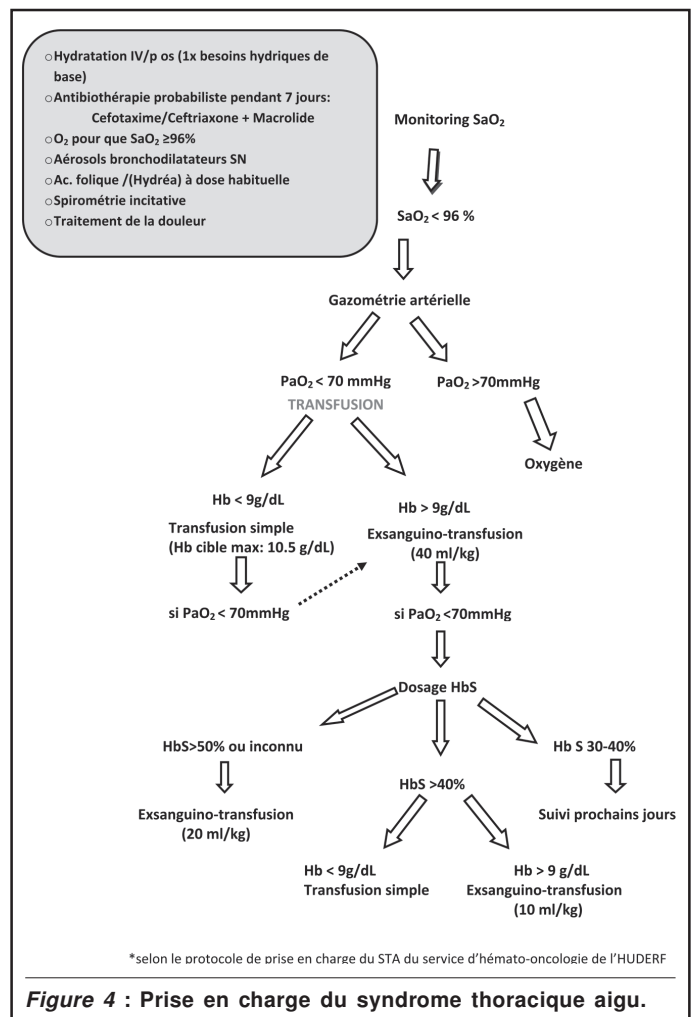 ○Hydratation IV/p os (1x besoins hydriques de
base)
○Antibiothérapie probabiliste pendant 7 jours:
Cefotaxime/Ceftriaxone + Macrolide
○O₂ pour que SaO₂ ≥96%
○Aérosols bronchodilatateurs SN
○Ac. folique /(Hydréa) à dose habituelle
○Spirométrie incitative
○Traitement de la douleur
Monitoring SaO₂
SaO₂ < 96 %
Gazométrie artérielle
PaO₂ < 70 mmHg
TRANSFUSION
PaO₂ >70mmHg
Oxygène
Hb < 9g/dL
Transfusion simple
(Hb cible max: 10.5 g/dL)
Hb > 9g/dL
Exsanguino-transfusion
(40 ml/kg)
si PaO₂ < 70mmHg
si PaO₂ <70mmHg
Dosage HbS
HbS>50% ou inconnu
Hb S 30-40%
HbS >40%
Exsanguino-transfusion
(20 ml/kg)
Suivi prochains jours
Hb < 9g/dL
Transfusion simple
Hb > 9 g/dL
Exsanguino-transfusion
(10 ml/kg)
*selon le protocole de prise en charge du STA du service d'hémato-oncologie de l'HUDERF
Figure 4 : Prise en charge du syndrome thoracique aigu.